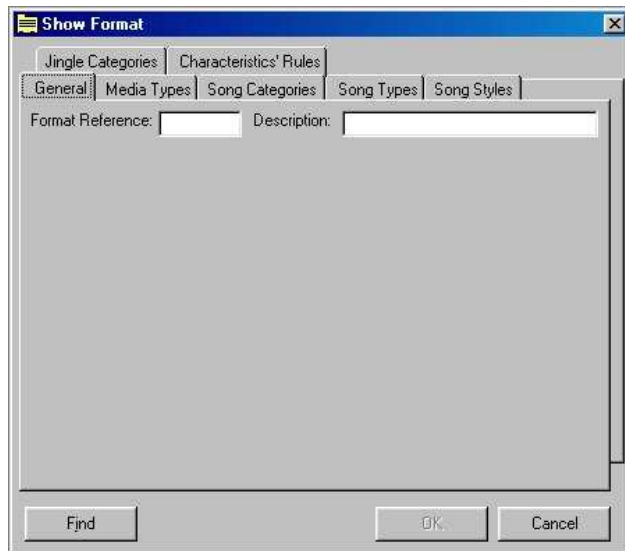 Show Format
Jingle Categories Characteristics' Rules
General Media Types Song Categories Song Types Song Styles
Format Reference: Description:
Find OK Cancel